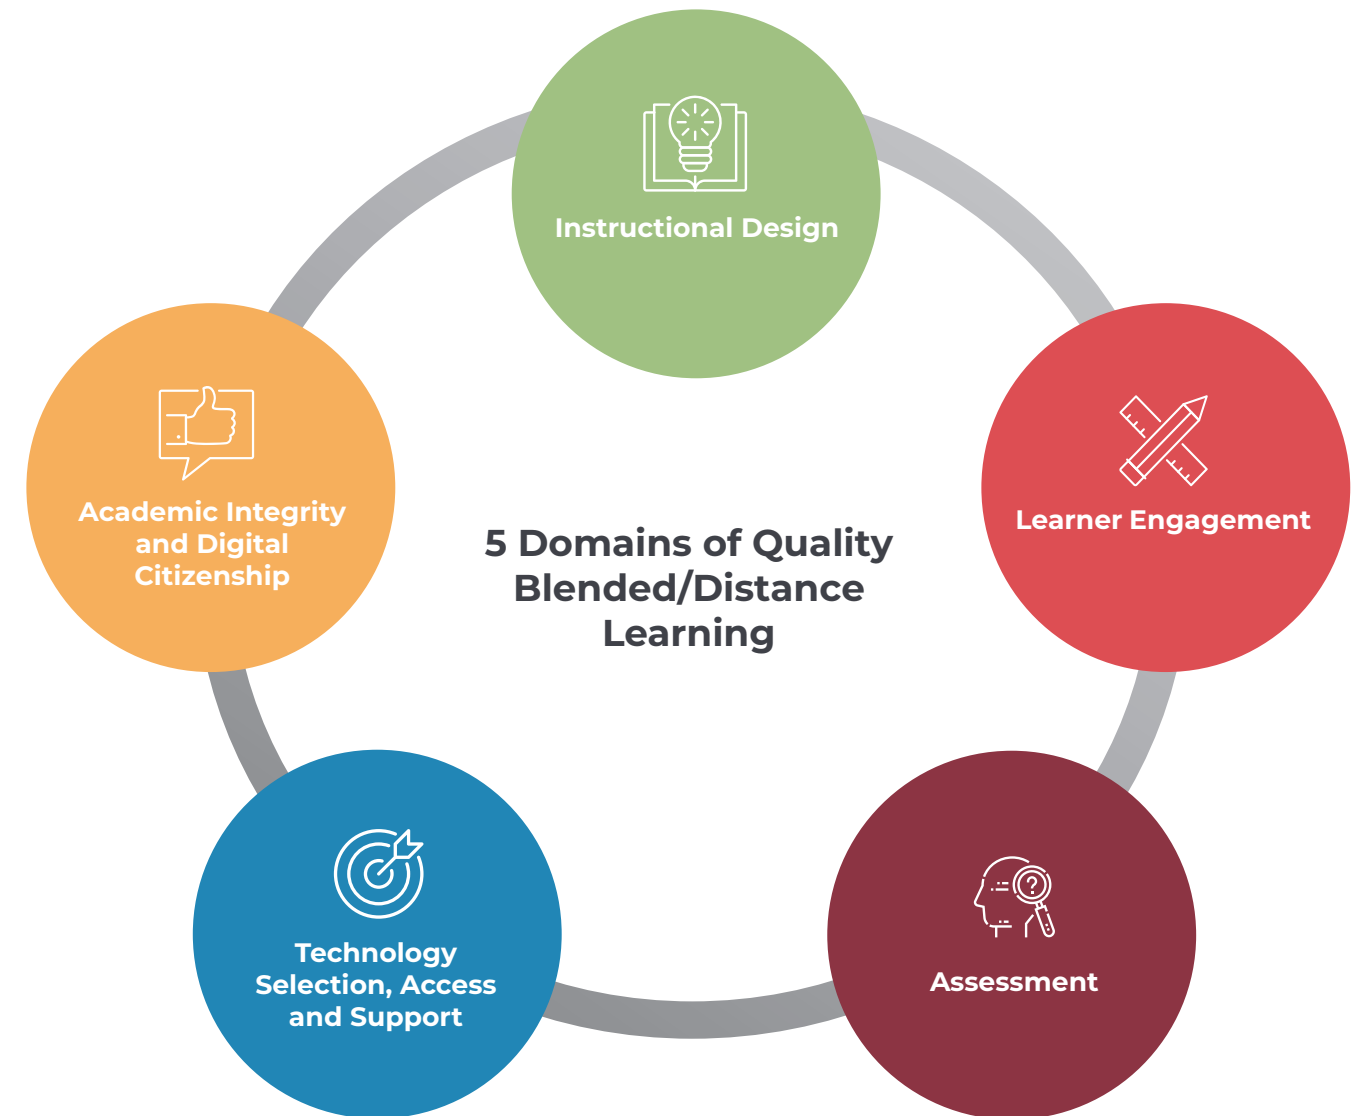 Instructional Design
Learner Engagement
Assessment
Technology
Selection, Access
and Support
Academic Integrity
and Digital
Citizenship
5 Domains of Quality
Blended/Distance
Learning
?